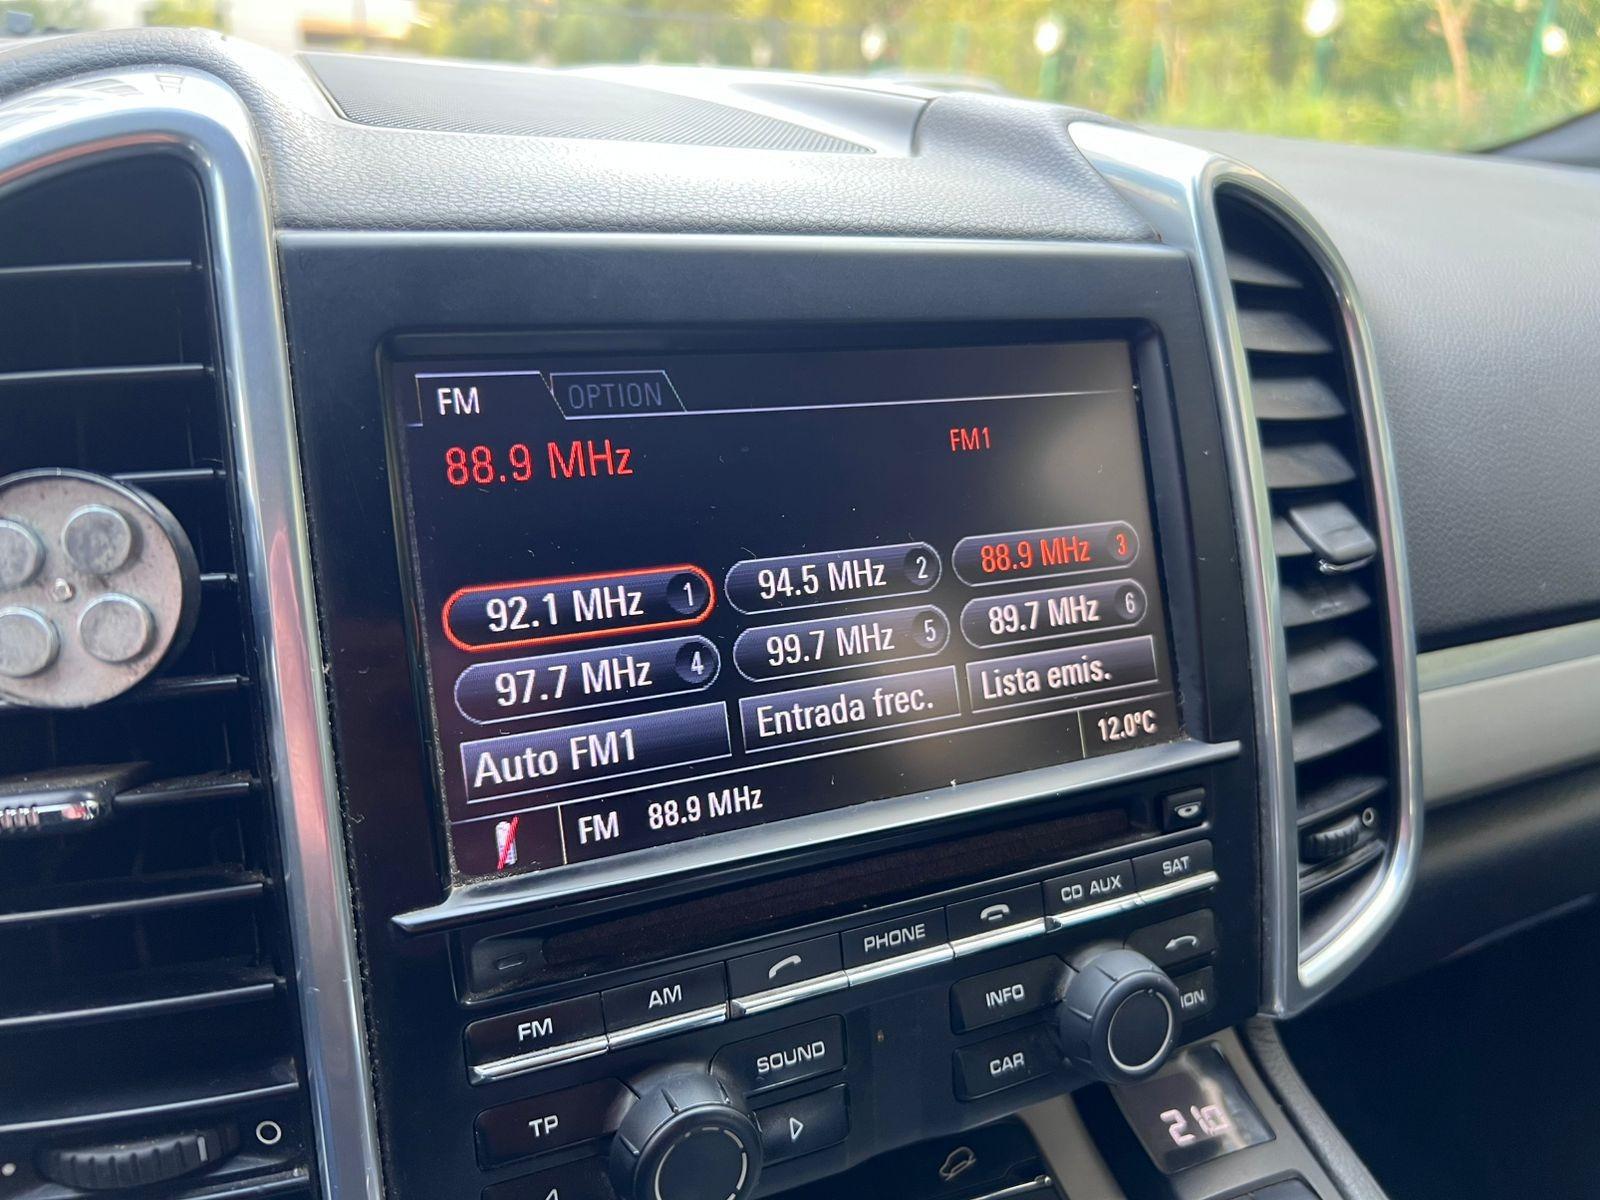 FM OPTION
88.9 MHz FM1
92.1 MHz 1 94.5 MHz 2 88.9 MHz 3
97.7 MHz 4 99.7 MHz 5 89.7 MHz 6
Auto FM1 Entrada frec. Lista emis.
12.0ºC
FM 88.9 MHz
FM AM PHONE CD AUX SAT
SOUND INFO
TP CAR
21.0